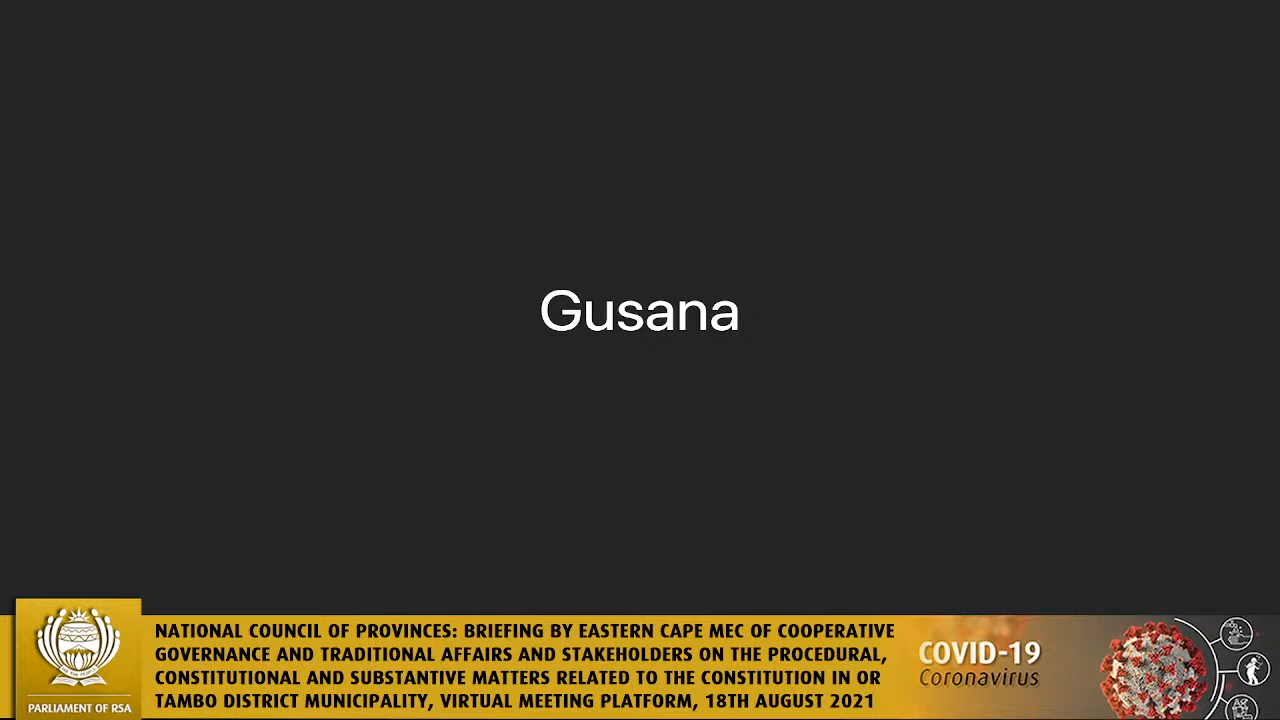 Gusana
NATIONAL COUNCIL OF PROVINCES: BRIEFING BY EASTERN CAPE MEC OF COOPERATIVE
GOVERNANCE AND TRADITIONAL AFFAIRS AND STAKEHOLDERS ON THE PROCEDURAL,
CONSTITUTIONAL AND SUBSTANTIVE MATTERS RELATED TO THE CONSTITUTION IN OR
TAMBO DISTRICT MUNICIPALITY, VIRTUAL MEETING PLATFORM, 18TH AUGUST 2021
PARLIAMENT OF RSA
COVID-19
Coronavirus